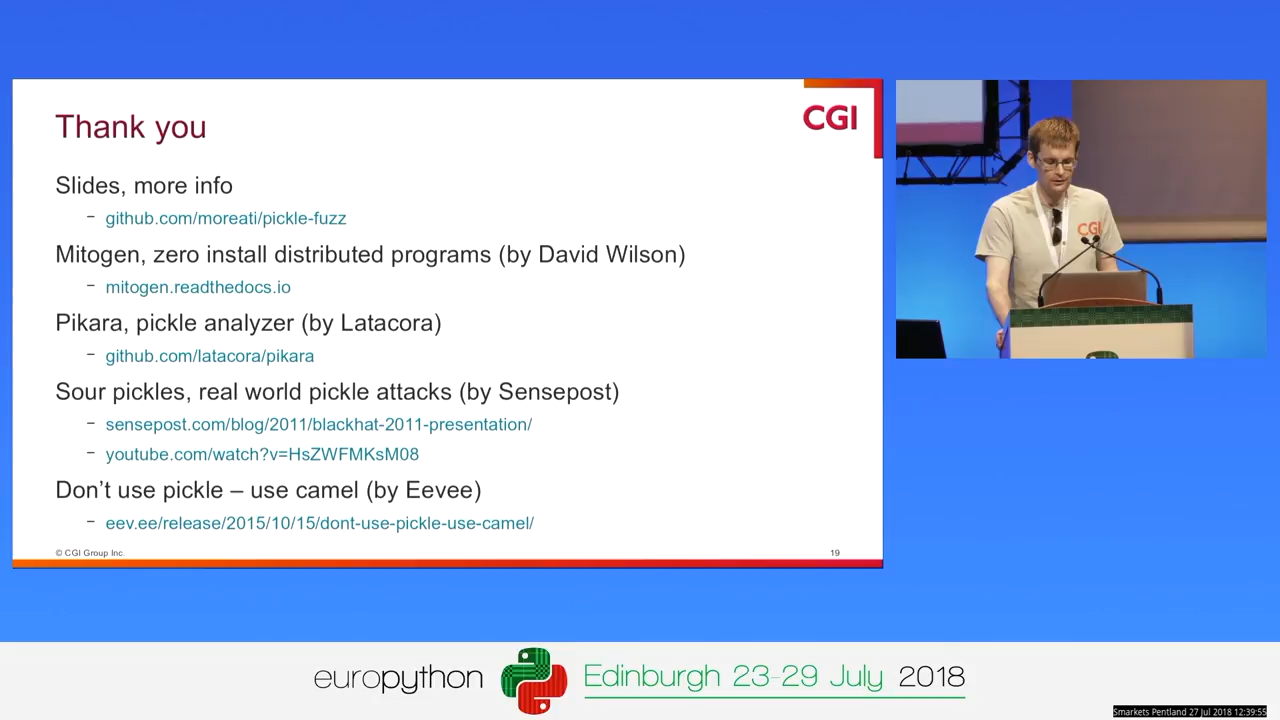 Thank you
CGI
Slides, more info
– github.com/moreati/pickle-fuzz
Mitogen, zero install distributed programs (by David Wilson)
– mitogen.readthedocs.io
Pikara, pickle analyzer (by Latacora)
– github.com/latacora/pikara
Sour pickles, real world pickle attacks (by Sensepost)
– sensepost.com/blog/2011/blackhat-2011-presentation/
– youtube.com/watch?v=HsZWFMKsM08
Don’t use pickle – use camel (by Eevee)
– eev.ee/release/2015/10/15/dont-use-pickle-use-camel/
© CGI Group Inc.
19
CGI
europython
Edinburgh 23-29 July 2018
Smarkets Pentland 27 Jul 2018 12:39:55